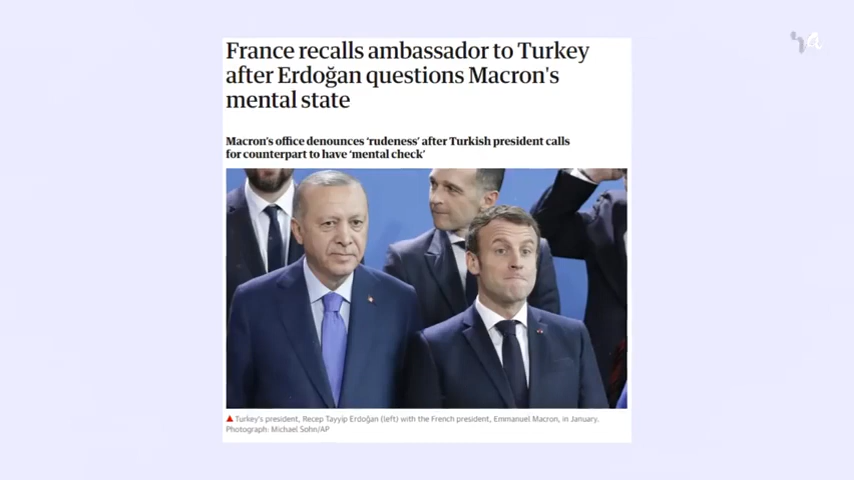 France recalls ambassador to Turkey
after Erdoğan questions Macron's
mental state
Macron's office denounces ‘rudeness’ after Turkish president calls
for counterpart to have ‘mental check’
Turkey's president, Recep Tayyip Erdoğan (left) with the French president, Emmanuel Macron, in January.
Photograph: Michael Sohn/AP